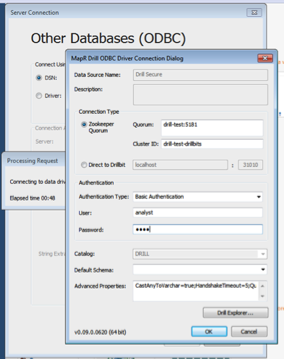 Server Connection
Other Databases (ODBC)
Connect Using
DSN:
Driver:
Connection A
Server:
Processing Request
Connecting to data driv
Elapsed time 00:48
String Extra
MapR Drill ODBC Driver Connection Dialog
Data Source Name:
Drill Secure
Description:
Connection Type
Zookeeper Quorum
Quorum:
drill-test:5181
Cluster ID:
drill-test-drillbits
Direct to Drillbit
localhost
:
31010
Authentication
Authentication Type:
Basic Authentication
User:
analyst
Password:
••••
Catalog:
DRILL
Default Schema:
Advanced Properties:
CastAnyToVarchar=true;HandshakeTimeout=5;QU
Drill Explorer...
v0.09.0.0620 (64 bit)
OK
Cancel